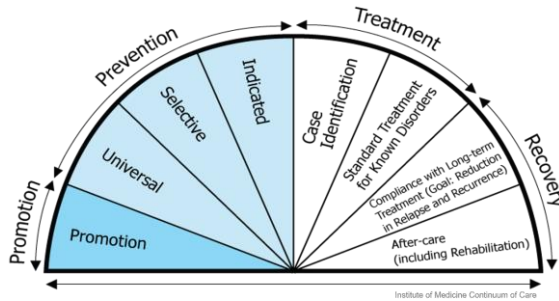 Prevention
Treatment
Promotion
Recovery
Promotion
Universal
Selective
Indicated
Case
Identification
Standard Treatment
for Known Disorders
Compliance with Long-term
Treatment (Goal: Reduction
in Relapse and Recurrence)
After-care
(including Rehabilitation)
Institute of Medicine Continuum of Care